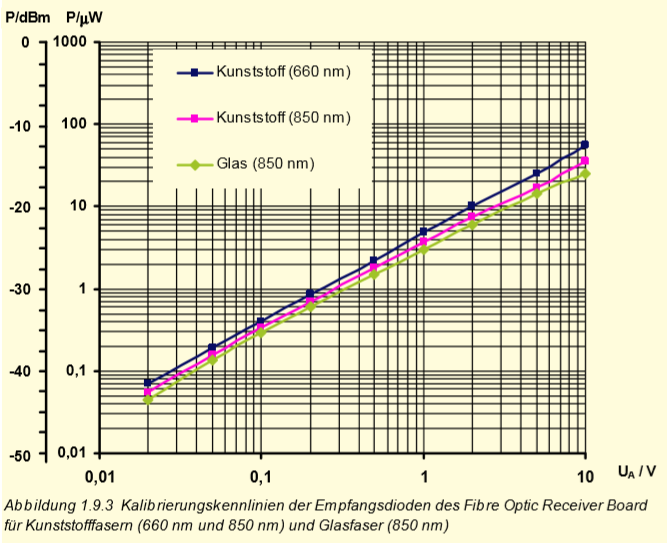 P/dBm P/µW
0 1000
-10 100
-20 10
-30 1
-40 0,1
-50 0,01
Kunststoff (660 nm)
Kunststoff (850 nm)
Glas (850 nm)
0,01 0,1 1 10
U_A / V
Abbildung 1.9.3 Kalibrierungskennlinien der Empfangsdioden des Fibre Optic Receiver Board
für Kunststofffasern (660 nm und 850 nm) und Glasfaser (850 nm)